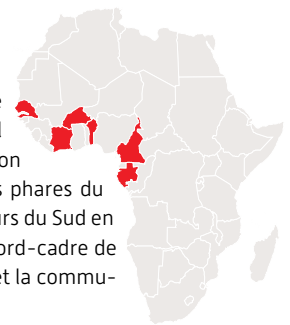 on
s phares du
rs du Sud en
ord-cadre de
et la commu-